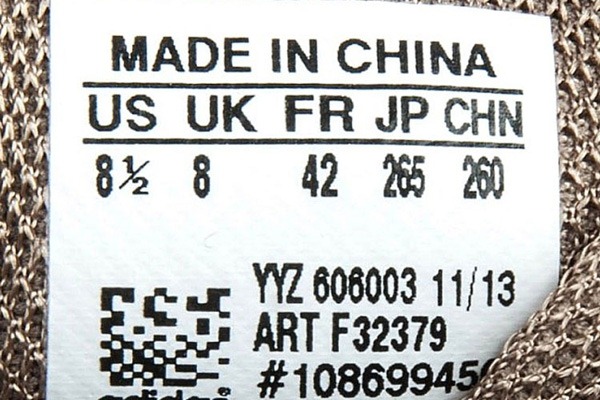 MADE IN CHINA
US UK FR JP CHN
8½ 8 42 265 260
YYZ 606003 11/13
ART F32379
adidas®